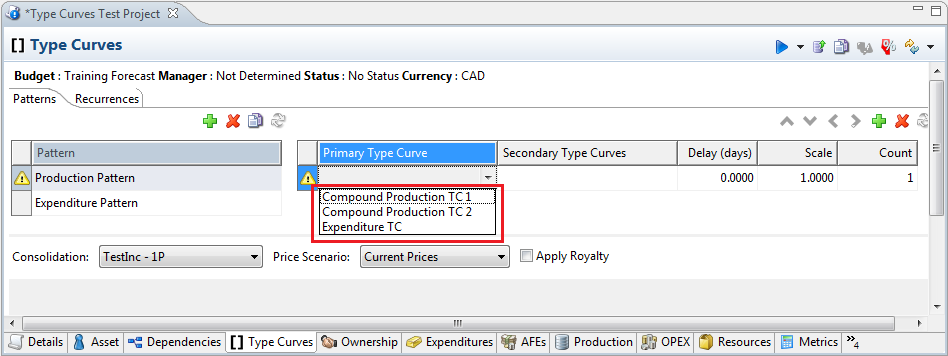 *Type Curves Test Project
[] Type Curves
Budget : Training Forecast Manager : Not Determined Status : No Status Currency : CAD
Patterns Recurrences
Pattern Primary Type Curve Secondary Type Curves Delay (days) Scale Count
Production Pattern 0.0000 1.0000 1
Compound Production TC 1
Expenditure Pattern Compound Production TC 2
Expenditure TC
Consolidation: TestInc - 1P Price Scenario: Current Prices Apply Royalty
Details Asset Dependencies [] Type Curves Ownership Expenditures AFEs Production OPEX Resources Metrics »4